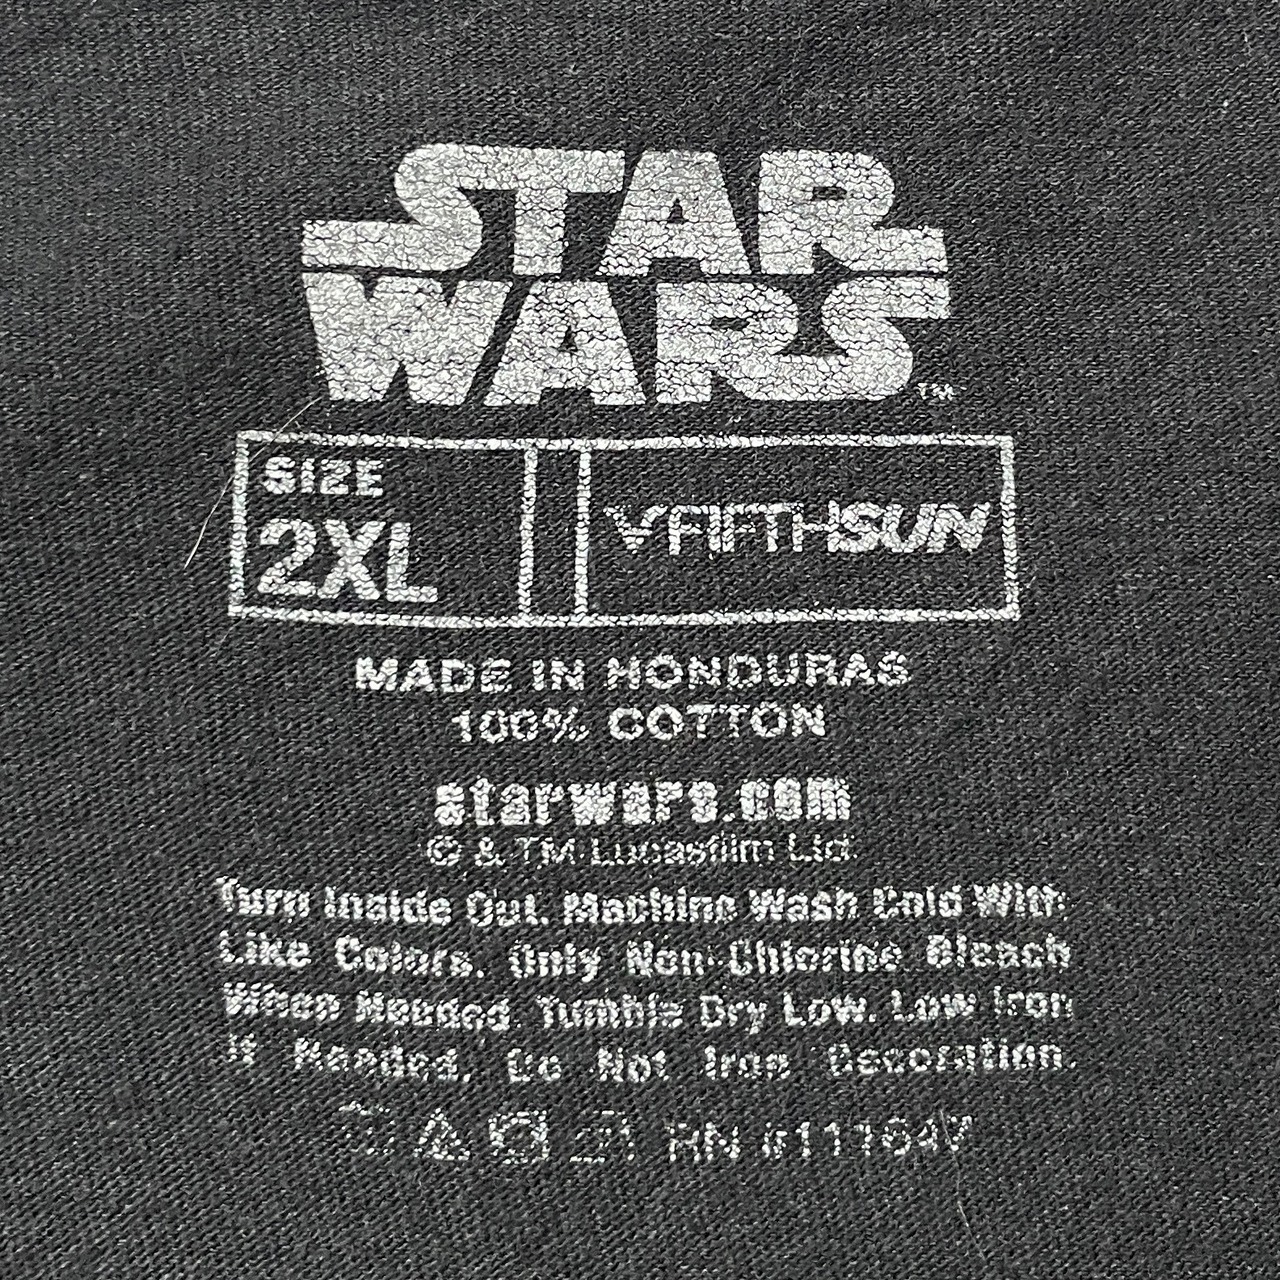 STAR
WARS™
SIZE
2XL
FIFTHSUN
MADE IN HONDURAS
100% COTTON
starwars.com
© & TM Lucasfilm Ltd.
Turn Inside Out. Machine Wash Cold With
Like Colors. Only Non-Chlorine Bleach
When Needed. Tumble Dry Low. Low Iron
If Needed. Do Not Iron Decoration.
RN #